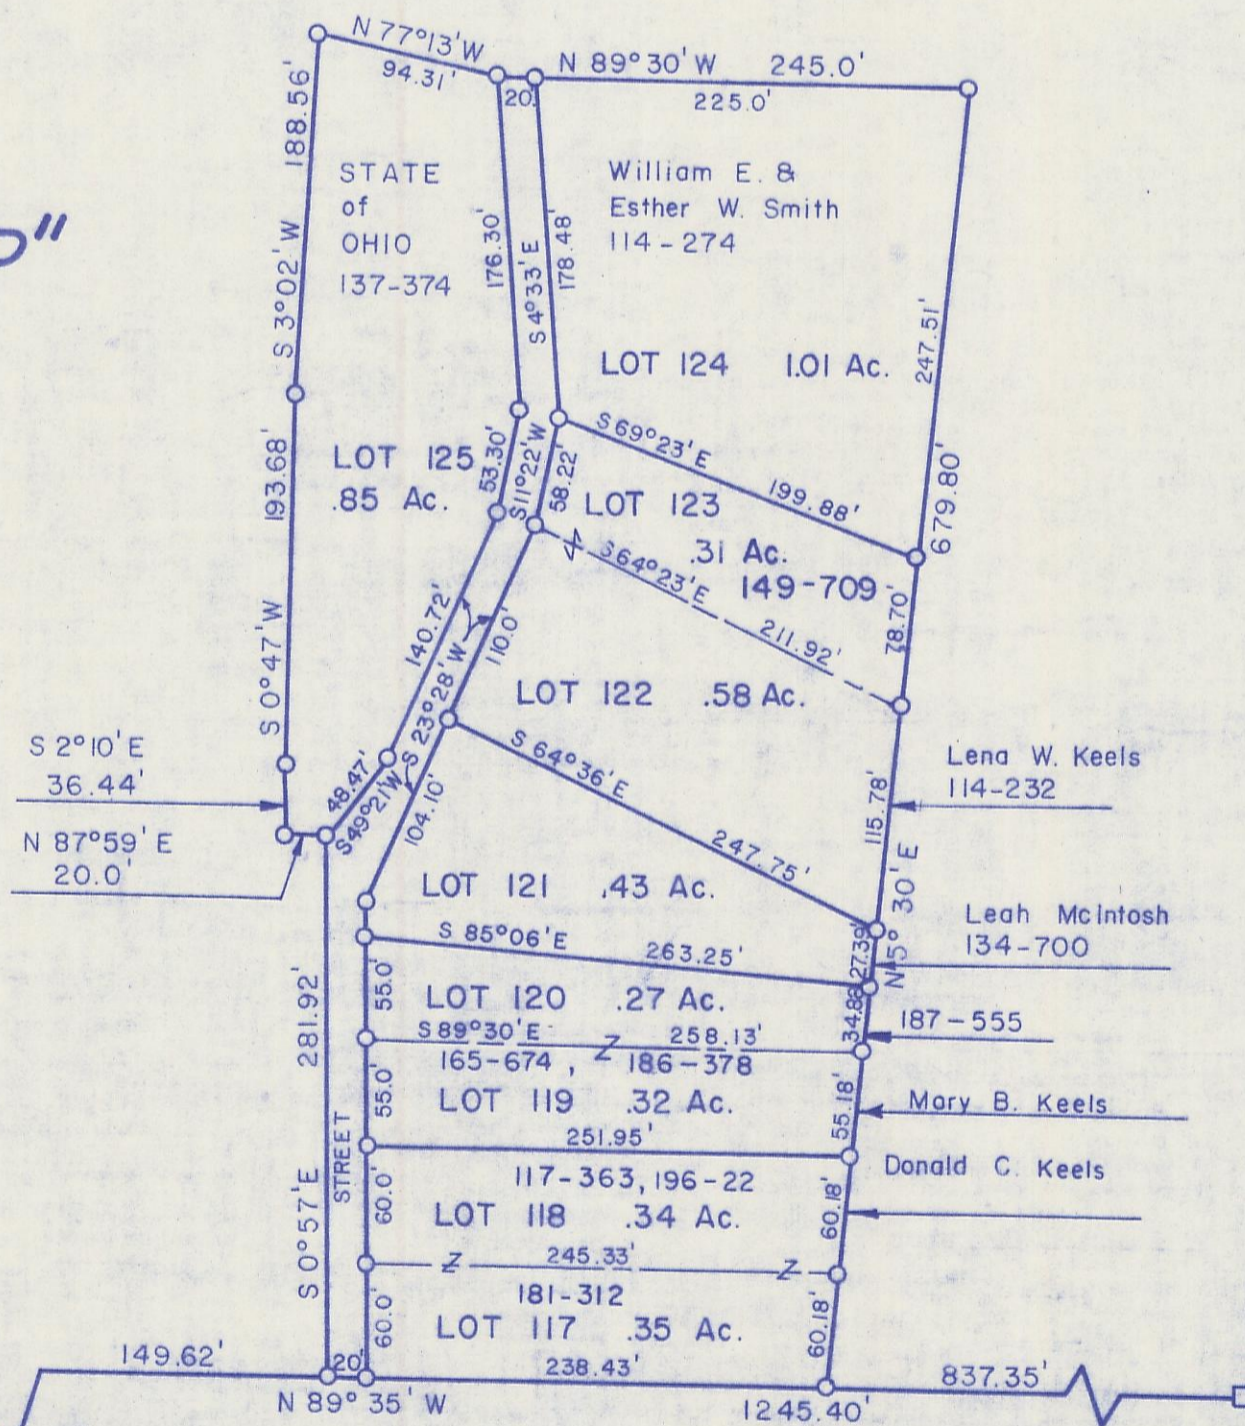 N 77°13'W
94.31'
20'
N 89°30' W 245.0'
225.0'
S 3°02' W 188.56'
STATE
of
OHIO
137-374
176.30'
S 4°33' E
178.48'
William E. &
Esther W. Smith
114-274
LOT 124 1.01 Ac.
247.51'
679.80'
S 0°47' W 193.68'
LOT 125
.85 Ac.
53.30'
S 11°22' W
58.22'
S 69°23' E
199.88'
LOT 123
.31 Ac.
149-709
S 64°23' E
211.92'
78.70'
140.72'
S 23°28' W
110.0'
LOT 122 .58 Ac.
S 2°10' E
36.44'
N 87°59' E
20.0'
48.47'
S 49°21' W
104.10'
S 64°36' E
247.75'
115.78'
Lena W. Keels
114-232
LOT 121 .43 Ac.
N 5° 30' E
27.39'
Leah McIntosh
134-700
S 85°06' E 263.25'
55.0'
LOT 120 .27 Ac.
34.88'
187-555
S 89°30' E Z 258.13'
165-674 , 186-378
281.92'
55.0'
LOT 119 .32 Ac.
55.18'
Mary B. Keels
251.95'
117-363, 196-22
STREET
60.0'
LOT 118 .34 Ac.
60.18'
Donald C. Keels
Z 245.33' Z
181-312
S 0°57' E
60.0'
LOT 117 .35 Ac.
60.18'
149.62'
20'
238.43'
837.35'
N 89° 35' W 1245.40'